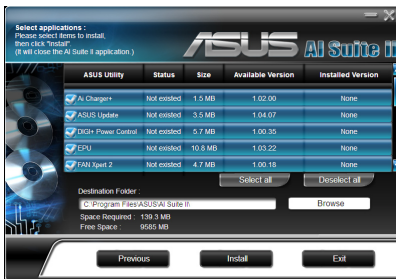 Select applications :
Please select items to install,
then click "Install".
(It will close the AI Suite II application.)
ASUS AI Suite II
ASUS Utility Status Size Available Version Installed Version
Ai Charger+ Not existed 1.5 MB 1.02.00 None
ASUS Update Not existed 3.5 MB 1.04.07 None
DIGI+ Power Control Not existed 5.7 MB 1.00.35 None
EPU Not existed 10.8 MB 1.03.22 None
FAN Xpert 2 Not existed 4.7 MB 1.00.18 None
Select all Deselect all
Destination Folder :
C:\Program Files\ASUS\AI Suite II\ Browse
Space Required : 139.3 MB
Free Space : 9585 MB
Previous Install Exit